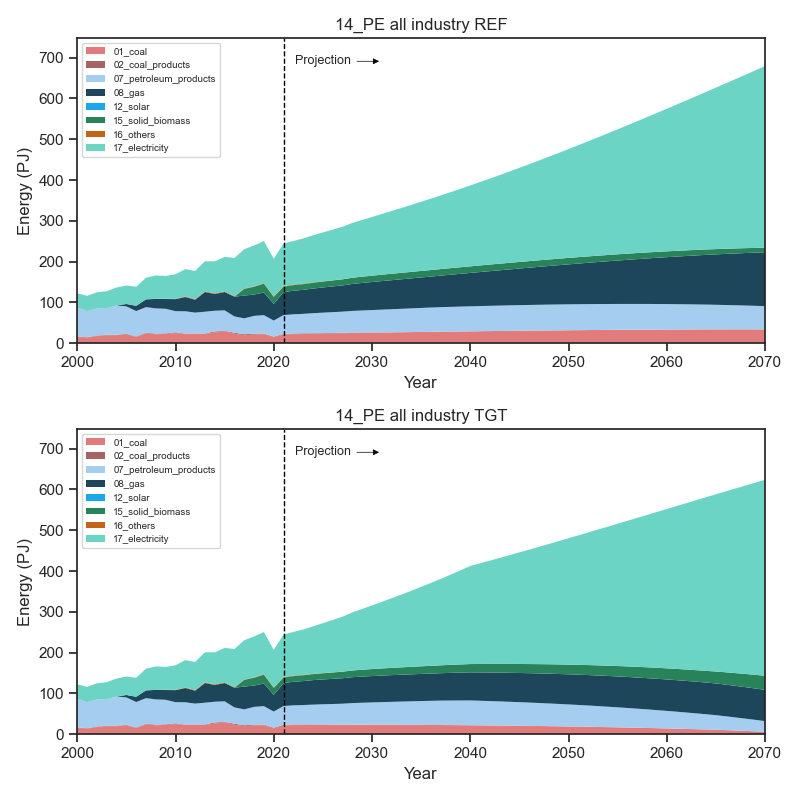 14_PE all industry REF
700
600
500
400
300
200
100
0
Energy (PJ)
01_coal
02_coal_products
07_petroleum_products
08_gas
12_solar
15_solid_biomass
16_others
17_electricity
Projection
2000 2010 2020 2030 2040 2050 2060 2070
Year
14_PE all industry TGT
700
600
500
400
300
200
100
0
Energy (PJ)
01_coal
02_coal_products
07_petroleum_products
08_gas
12_solar
15_solid_biomass
16_others
17_electricity
Projection
2000 2010 2020 2030 2040 2050 2060 2070
Year